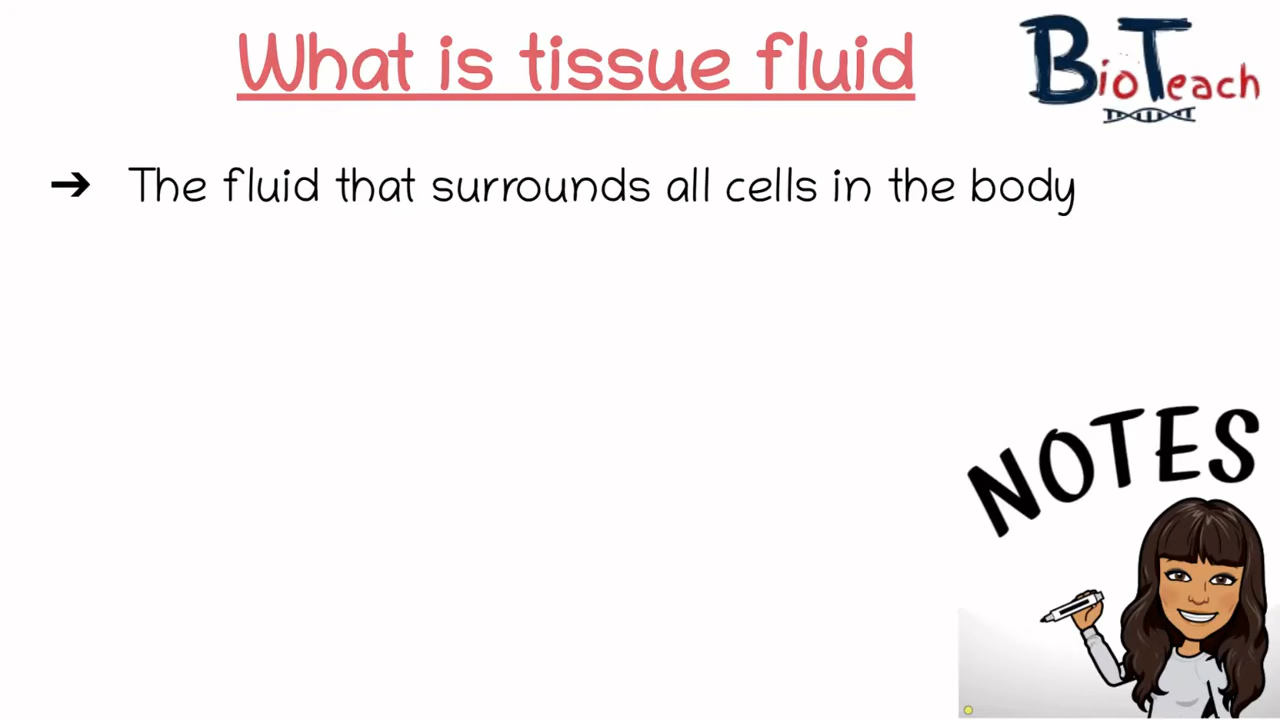 What is tissue fluid
BioTeach
➔ The fluid that surrounds all cells in the body
NOTES